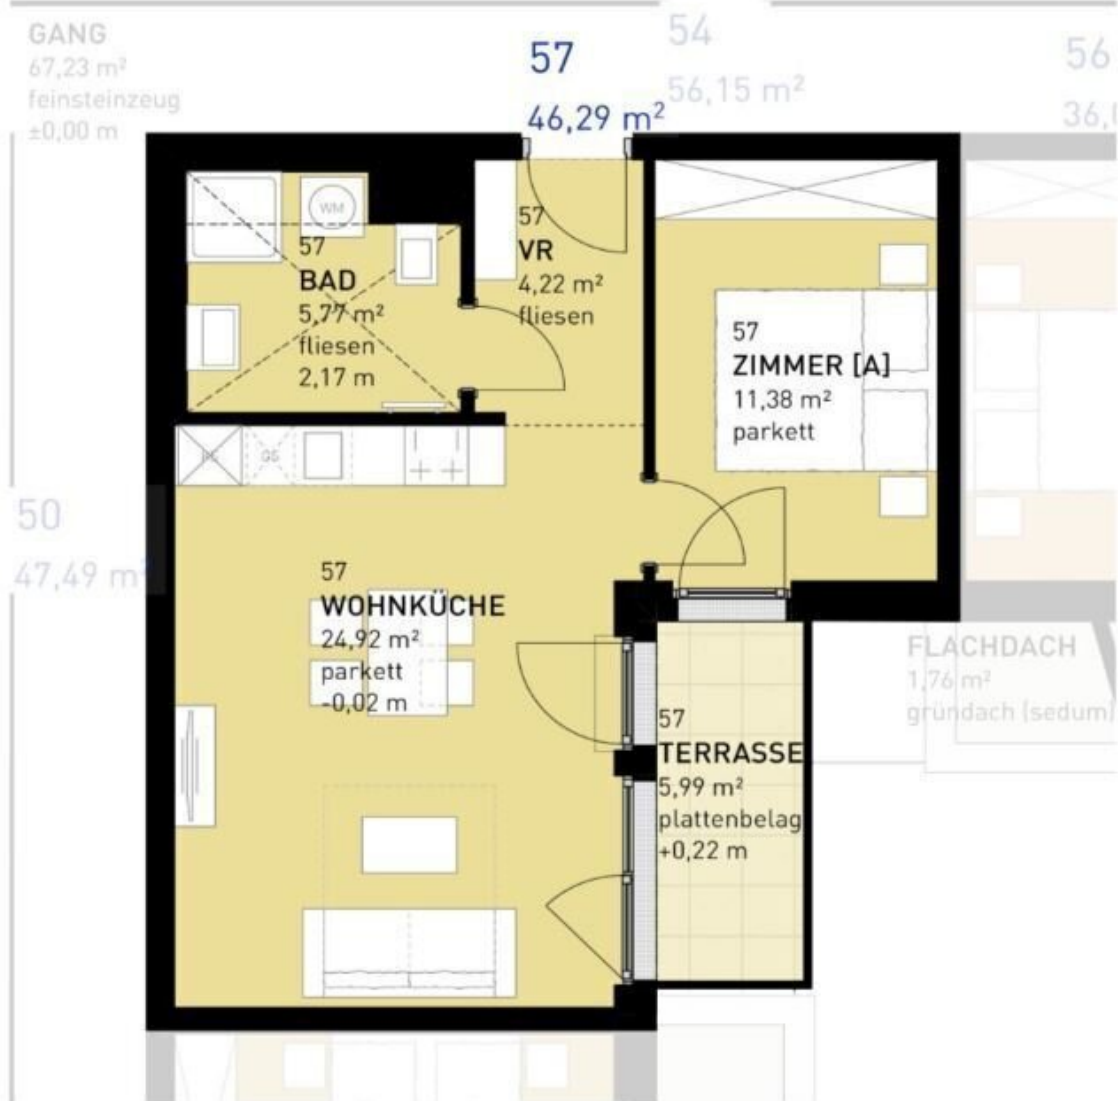 GANG
67,23 m²
feinsteinzeug
±0,00 m
57
46,29 m²
54
56,15 m²
56
57
BAD
5,77 m²
fliesen
2,17 m
WM
57
VR
4,22 m²
fliesen
57
ZIMMER [A]
11,38 m²
parkett
GS
50
47,49 m²
57
WOHNKÜCHE
24,92 m²
parkett
-0,02 m
57
TERRASSE
5,99 m²
plattenbelag
+0,22 m
FLACHDACH
1,76 m²
gründach (sedum)